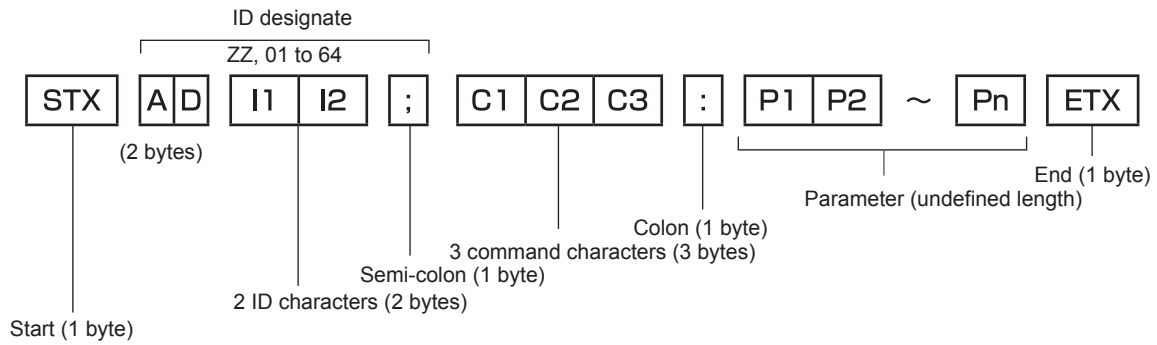 ID designate
ZZ, 01 to 64
STX A D I1 I2 ; C1 C2 C3 : P1 P2 ～ Pn ETX
(2 bytes)
End (1 byte)
Parameter (undefined length)
Colon (1 byte)
3 command characters (3 bytes)
Semi-colon (1 byte)
2 ID characters (2 bytes)
Start (1 byte)